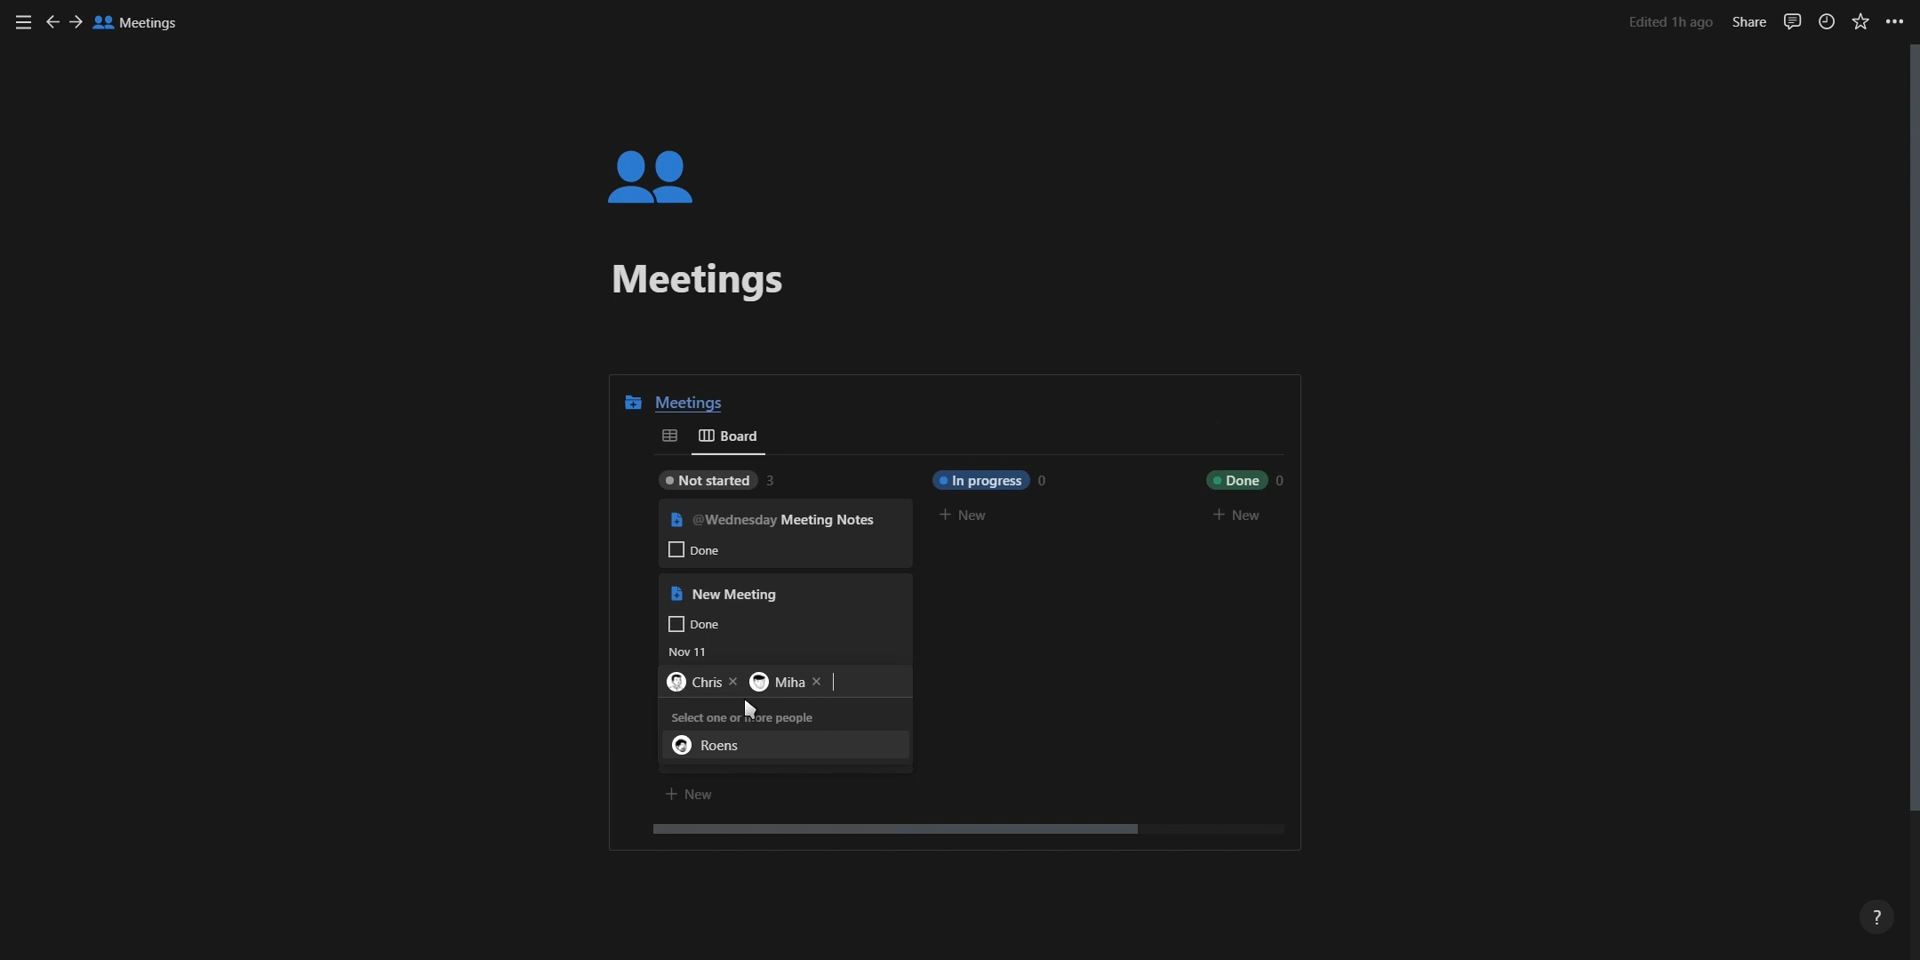 Meetings
Edited 1h ago Share
Meetings
Meetings
Board
Not started 3 In progress 0 Done 0
@Wednesday Meeting Notes + New + New
Done
New Meeting
Done
Nov 11
Chris × Miha ×
Select one or more people
Roens
+ New
?